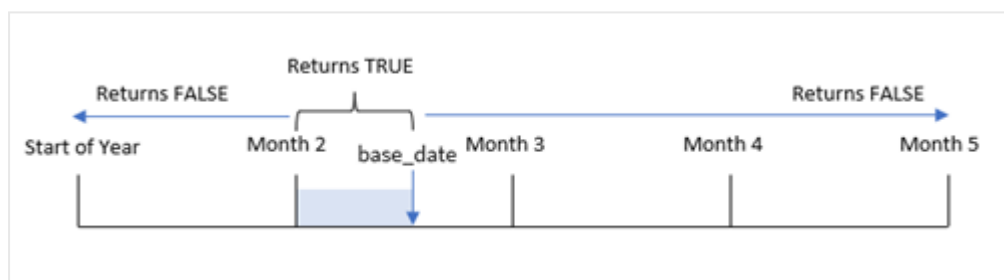 Returns TRUE
Returns FALSE
Returns FALSE
Start of Year
Month 2
base_date
Month 3
Month 4
Month 5